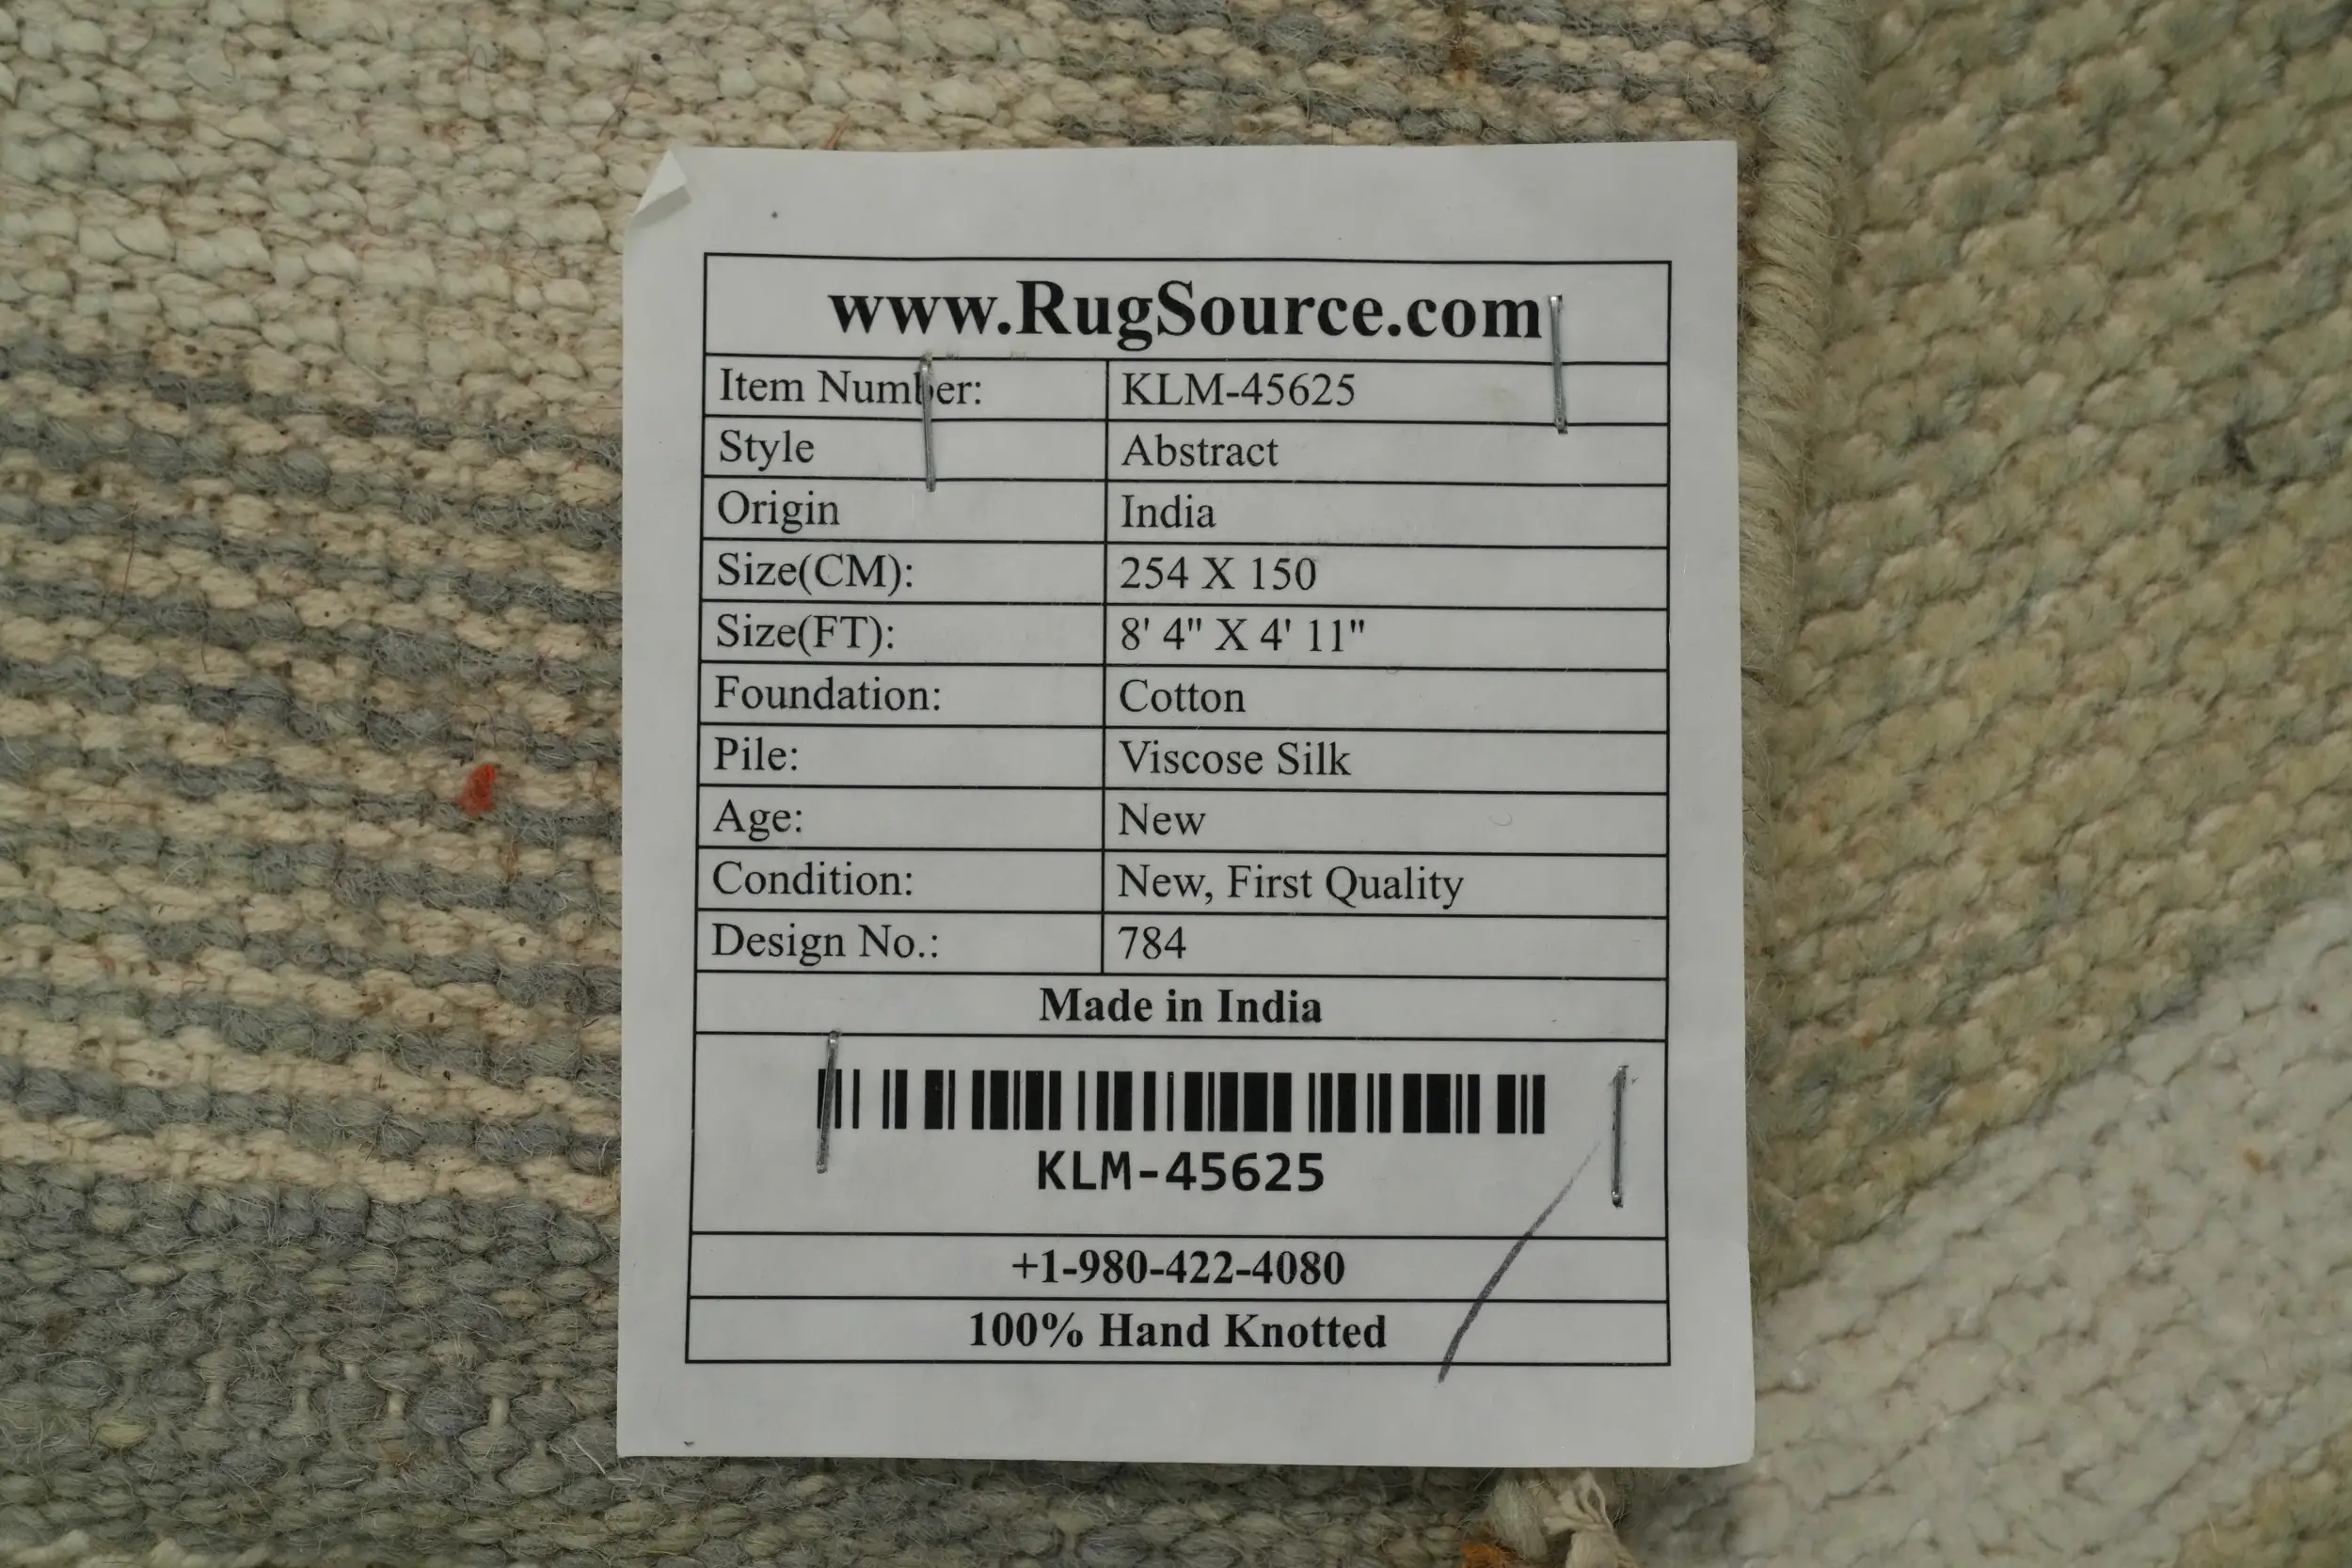 www.RugSource.com
Item Number: KLM-45625
Style Abstract
Origin India
Size(CM): 254 X 150
Size(FT): 8' 4" X 4' 11"
Foundation: Cotton
Pile: Viscose Silk
Age: New
Condition: New, First Quality
Design No.: 784
Made in India
KLM-45625
+1-980-422-4080
100% Hand Knotted